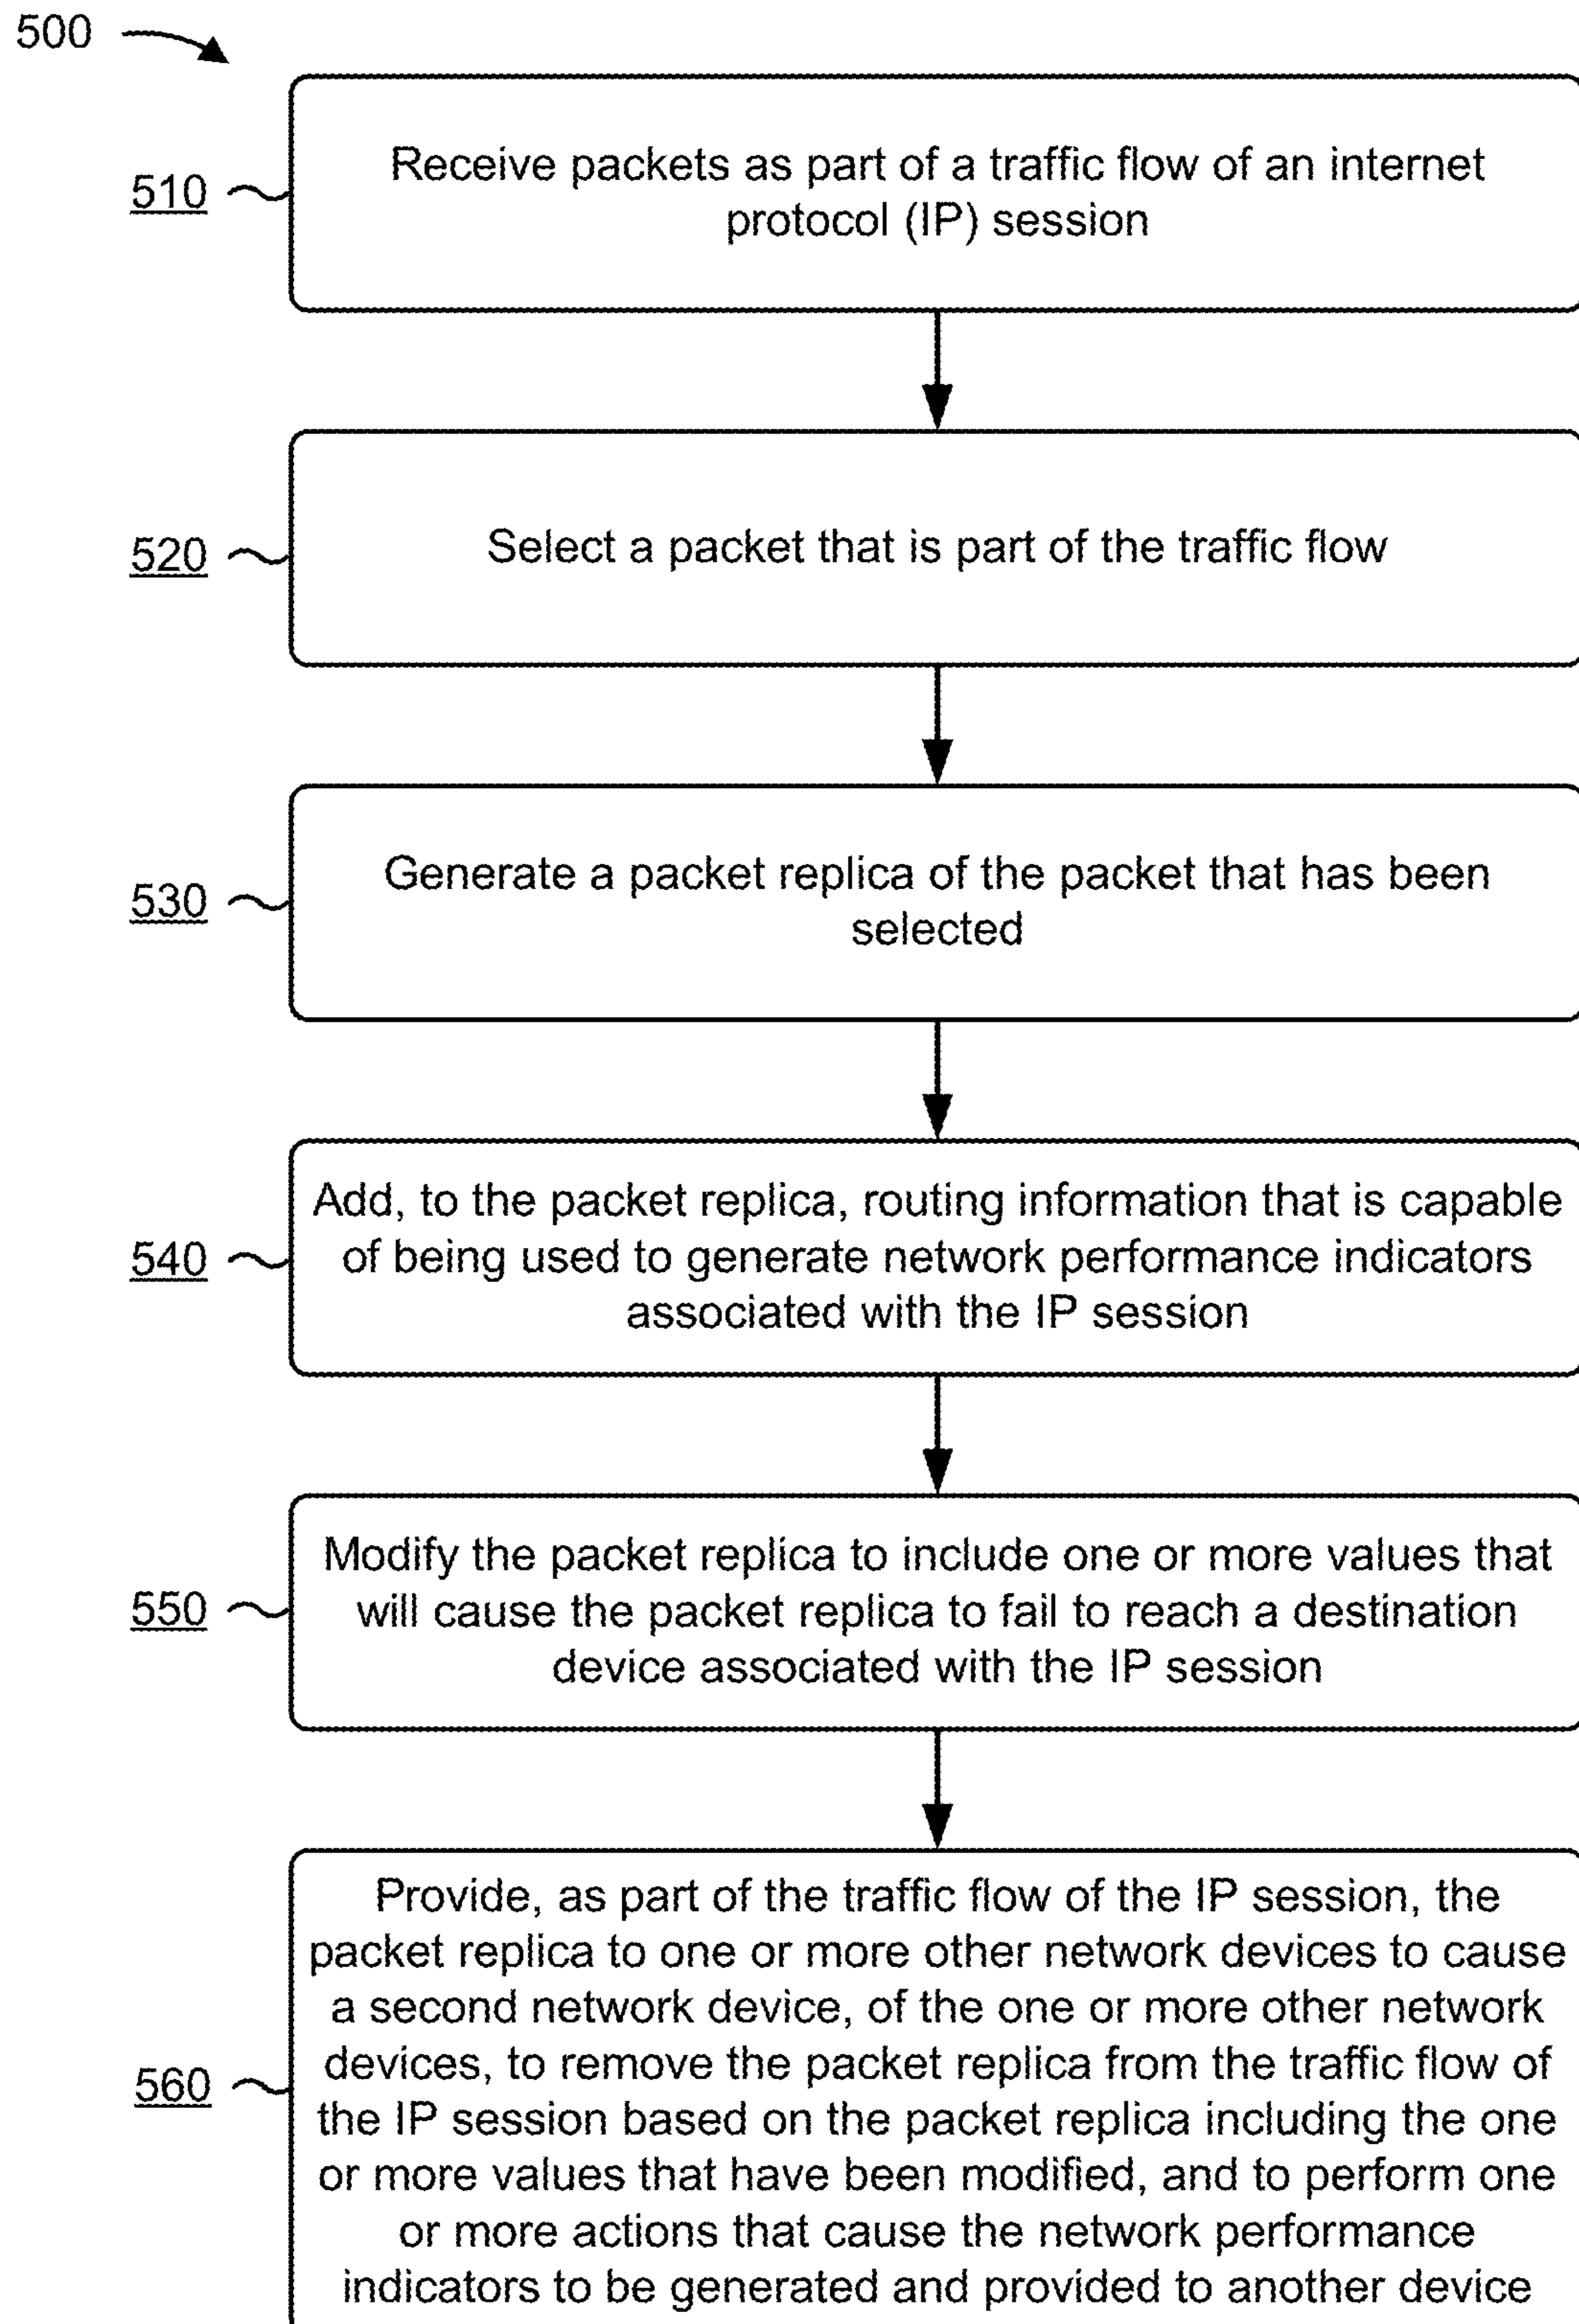 500
510
Receive packets as part of a traffic flow of an internet
protocol (IP) session
520
Select a packet that is part of the traffic flow
530
Generate a packet replica of the packet that has been
selected
540
Add, to the packet replica, routing information that is capable
of being used to generate network performance indicators
associated with the IP session
550
Modify the packet replica to include one or more values that
will cause the packet replica to fail to reach a destination
device associated with the IP session
560
Provide, as part of the traffic flow of the IP session, the
packet replica to one or more other network devices to cause
a second network device, of the one or more other network
devices, to remove the packet replica from the traffic flow of
the IP session based on the packet replica including the one
or more values that have been modified, and to perform one
or more actions that cause the network performance
indicators to be generated and provided to another device